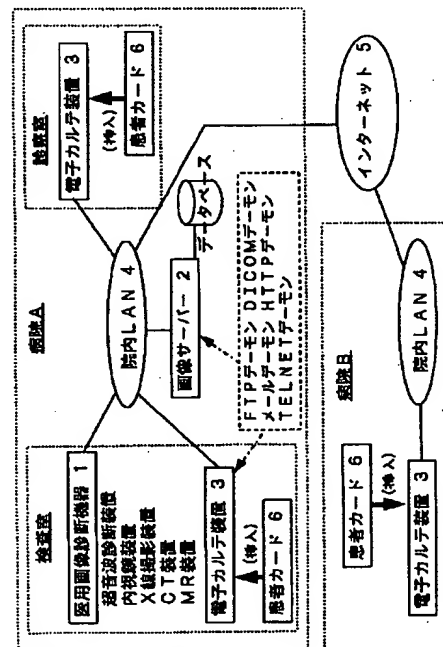 病院A
検査室
医用画像診断機器 1
超音波診断装置
内視鏡装置
X線撮影装置
CT装置
MR装置
電子カルテ装置 3
(挿入)
患者カード 6
院内LAN 4
画像サーバー 2
データベース
FTPデーモン DICOMデーモン
メールデーモン HTTPデーモン
TELNETデーモン
診察室
電子カルテ装置 3
(挿入)
患者カード 6
インターネット 5
病院B
患者カード 6
(挿入)
電子カルテ装置 3
院内LAN 4